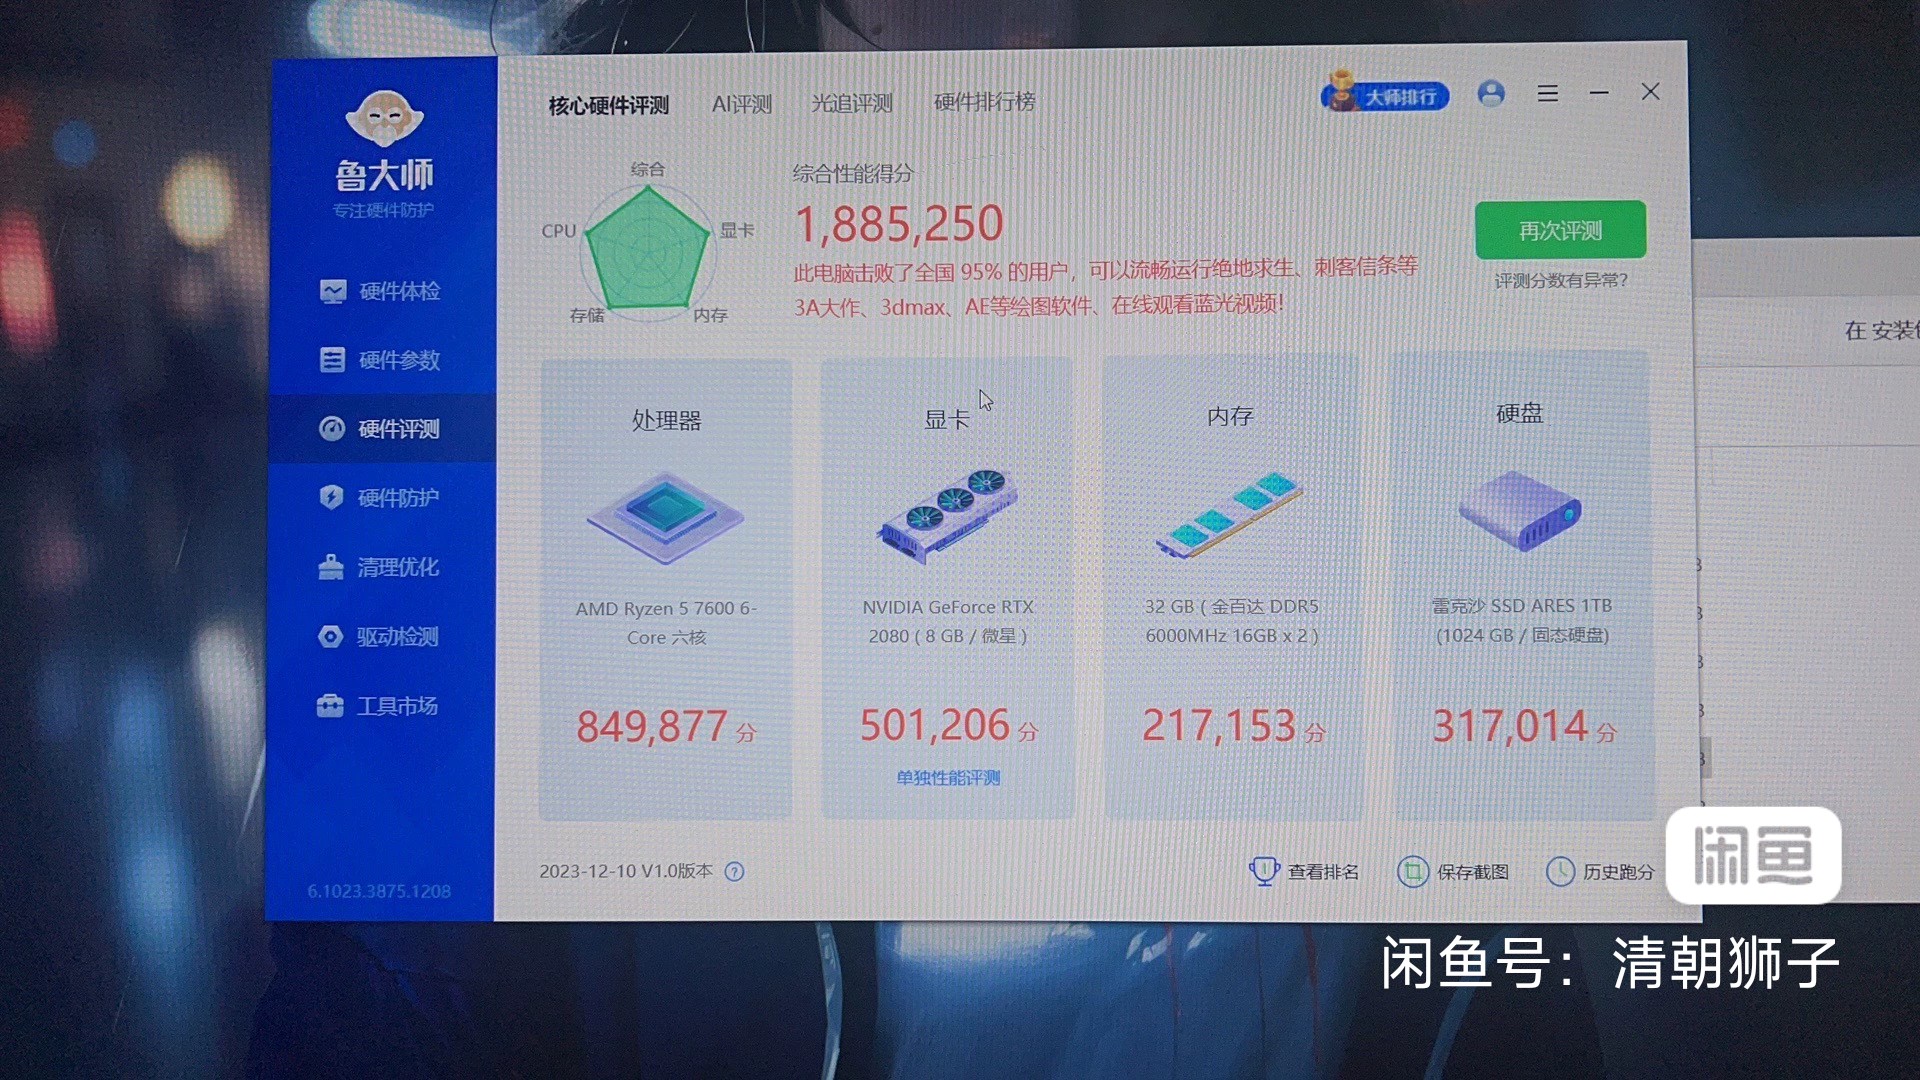 鲁大师
专注硬件防护
硬件体检
硬件参数
硬件评测
硬件防护
清理优化
驱动检测
工具市场
6.1023.3875.1208
核心硬件评测 AI评测 光追评测 硬件排行榜
大师排行
综合
CPU
显卡
存储
内存
综合性能得分
1,885,250
此电脑击败了全国 95% 的用户，可以流畅运行绝地求生、刺客信条等
3A大作、3dmax、AE等绘图软件、在线观看蓝光视频！
再次评测
评测分数有异常？
处理器
AMD Ryzen 5 7600 6-
Core 六核
849,877 分
显卡
NVIDIA GeForce RTX
2080 ( 8 GB / 微星 )
501,206 分
单独性能评测
内存
32 GB ( 金百达 DDR5
6000MHz 16GB x 2 )
217,153 分
硬盘
雷克沙 SSD ARES 1TB
(1024 GB / 固态硬盘)
317,014 分
2023-12-10 V1.0版本
查看排名
保存截图
历史跑分
在 安装
闲鱼
闲鱼号：清朝狮子